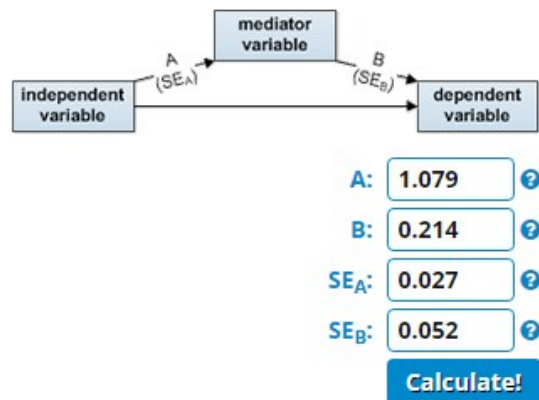 mediator
variable
A
(SEA)
B
(SEB)
independent
variable
dependent
variable
A: 1.079 ?
B: 0.214 ?
SEA: 0.027 ?
SEB: 0.052 ?
Calculate!